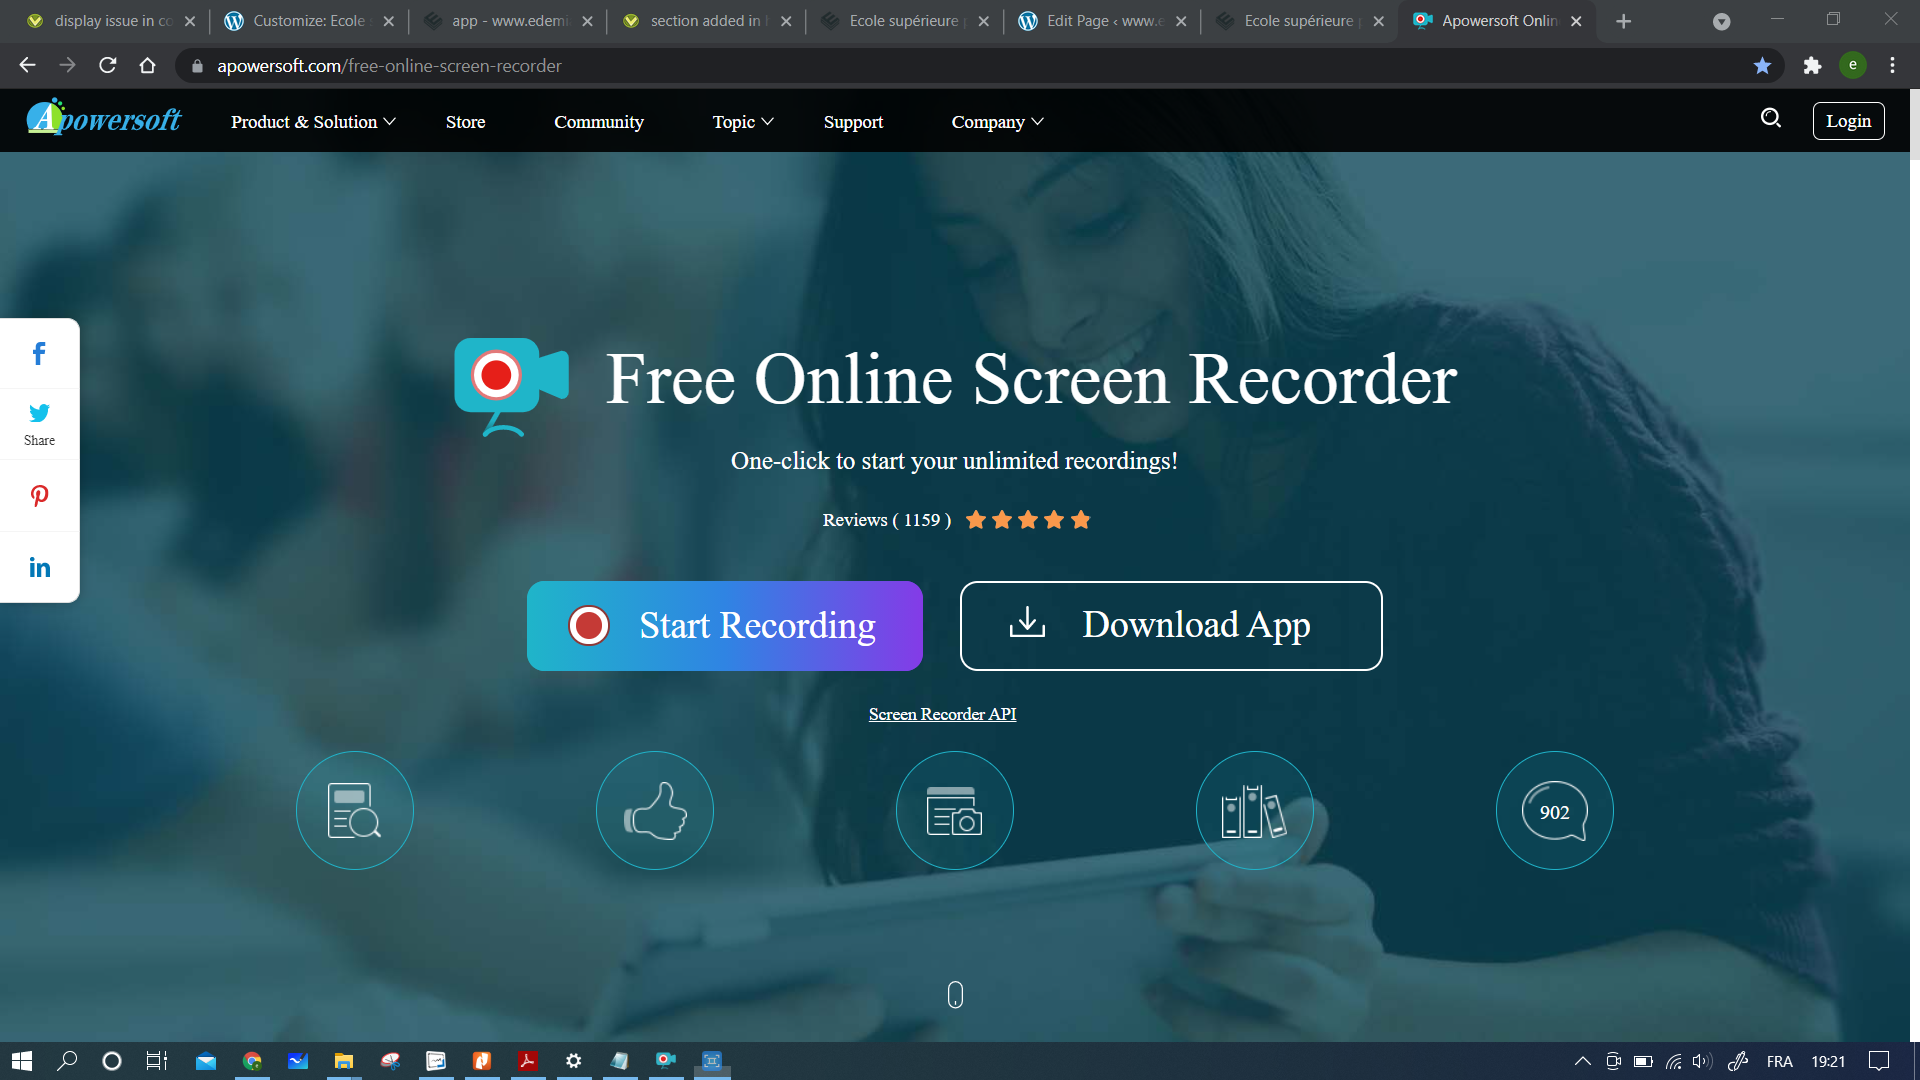 display issue in co
Customize: Ecole s
app - www.edemi
section added in h
Ecole supérieure p
Edit Page ‹ www.e
Ecole supérieure p
Apowersoft Onlin
apowersoft.com/free-online-screen-recorder
e
Apowersoft
Product & Solution
Store
Community
Topic
Support
Company
Login
Share
Free Online Screen Recorder
One-click to start your unlimited recordings!
Reviews ( 1159 )
Start Recording
Download App
Screen Recorder API
902
FRA
19:21